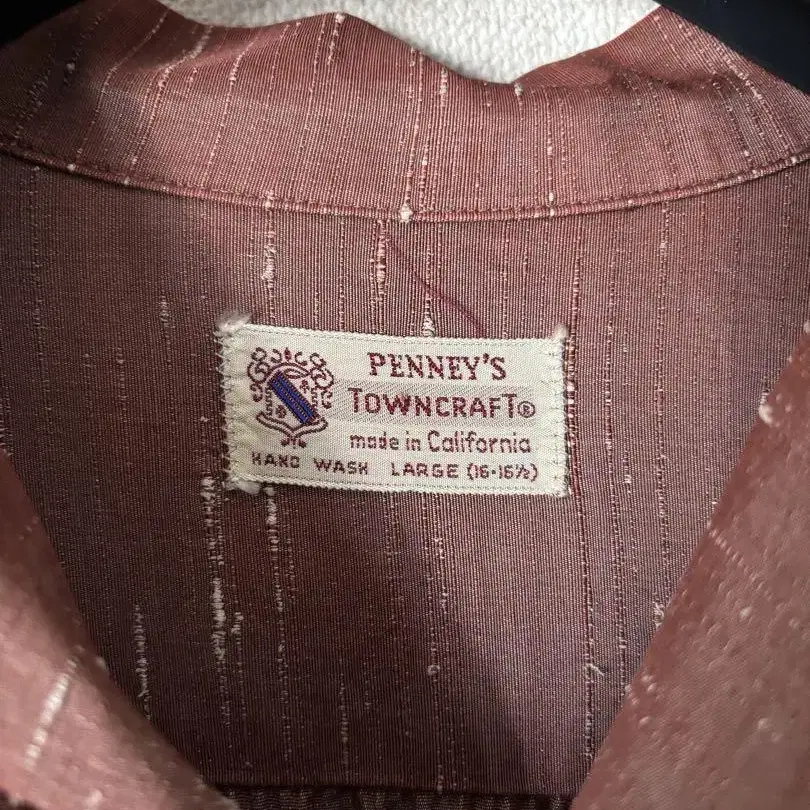 PENNEY'S
TOWNCRAFT®
made in California
HAND WASH LARGE (16-16½)